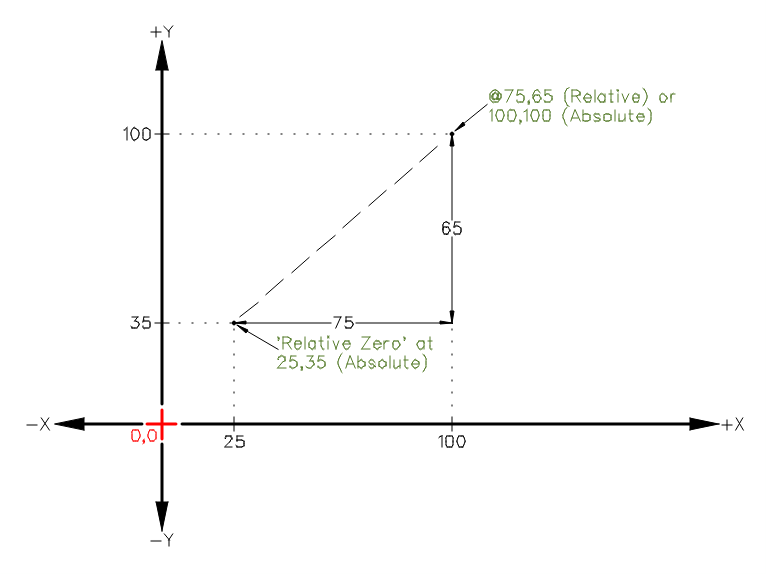 +Y
@75,65 (Relative) or
100,100 (Absolute)
100
65
35
75
'Relative Zero' at
25,35 (Absolute)
-X
+X
0,0
25
100
-Y